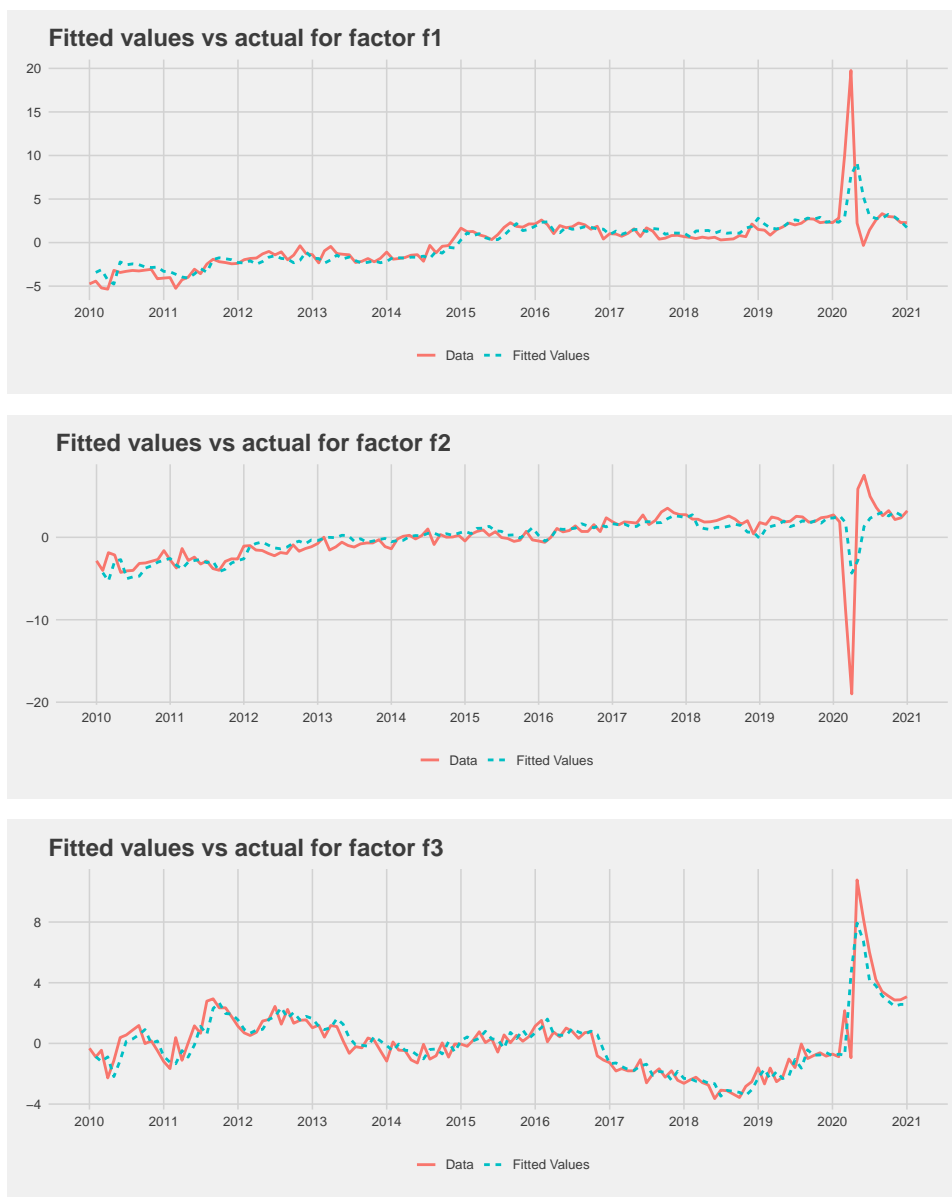 Fitted values vs actual for factor f1
20
15
10
5
0
−5
2010 2011 2012 2013 2014 2015 2016 2017 2018 2019 2020 2021
Data Fitted Values
Fitted values vs actual for factor f2
0
−10
−20
2010 2011 2012 2013 2014 2015 2016 2017 2018 2019 2020 2021
Data Fitted Values
Fitted values vs actual for factor f3
8
4
0
−4
2010 2011 2012 2013 2014 2015 2016 2017 2018 2019 2020 2021
Data Fitted Values